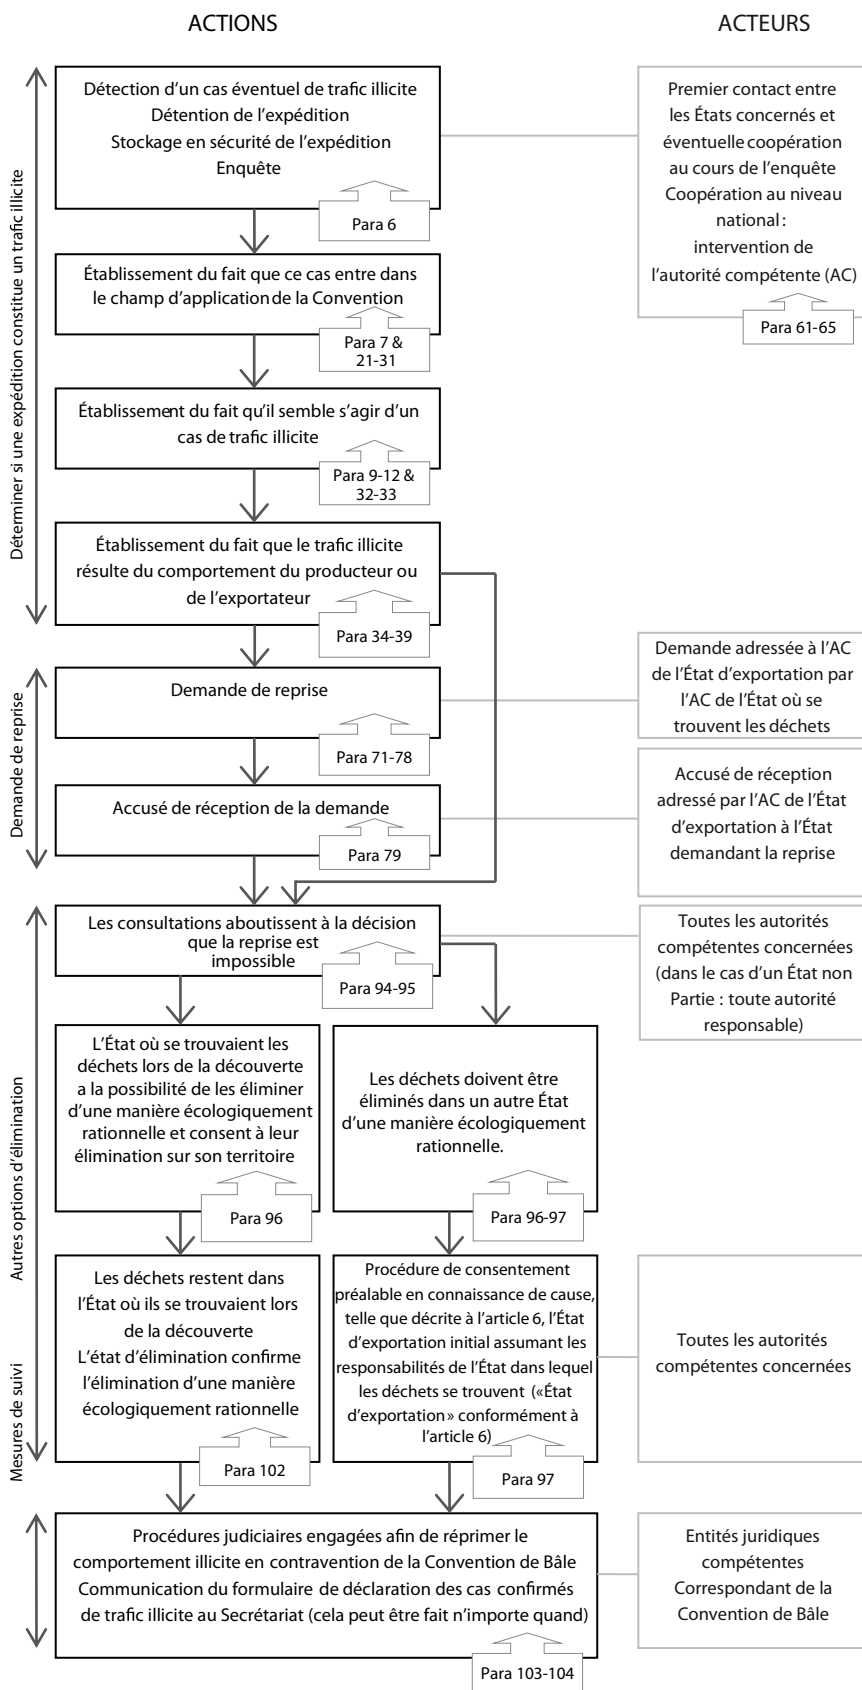 ACTIONS
ACTEURS
Déterminer si une expédition constitue un trafic illicite
Détection d'un cas éventuel de trafic illicite
Détention de l'expédition
Stockage en sécurité de l'expédition
Enquête
Para 6
Premier contact entre
les États concernés et
éventuelle coopération
au cours de l'enquête
Coopération au niveau
national :
intervention de
l'autorité compétente (AC)
Para 61-65
Établissement du fait que ce cas entre dans
le champ d'application de la Convention
Para 7 &
21-31
Établissement du fait qu'il semble s'agir d'un
cas de trafic illicite
Para 9-12 &
32-33
Établissement du fait que le trafic illicite
résulte du comportement du producteur ou
de l'exportateur
Para 34-39
Demande de reprise
Demande de reprise
Para 71-78
Demande adressée à l'AC
de l'État d'exportation par
l'AC de l'État où se
trouvent les déchets
Accusé de réception de la demande
Para 79
Accusé de réception
adressé par l'AC de l'État
d'exportation à l'État
demandant la reprise
Autres options d'élimination
Les consultations aboutissent à la décision
que la reprise est
impossible
Para 94-95
Toutes les autorités
compétentes concernées
(dans le cas d'un État non
Partie : toute autorité
responsable)
L'État où se trouvaient les
déchets lors de la découverte
a la possibilité de les éliminer
d'une manière écologiquement
rationnelle et consent à leur
élimination sur son territoire
Para 96
Les déchets doivent être
éliminés dans un autre État
d'une manière écologiquement
rationnelle.
Para 96-97
Les déchets restent dans
l'État où ils se trouvaient lors
de la découverte
L'état d'élimination confirme
l'élimination d'une manière
écologiquement rationnelle
Para 102
Procédure de consentement
préalable en connaissance de cause,
telle que décrite à l'article 6, l'État
d'exportation initial assumant les
responsabilités de l'État dans lequel
les déchets se trouvent («État
d'exportation» conformément à
l'article 6)
Para 97
Toutes les autorités
compétentes concernées
Mesures de suivi
Procédures judiciaires engagées afin de réprimer le
comportement illicite en contravention de la Convention de Bâle
Communication du formulaire de déclaration des cas confirmés
de trafic illicite au Secrétariat (cela peut être fait n'importe quand)
Para 103-104
Entités juridiques
compétentes
Correspondant de la
Convention de Bâle